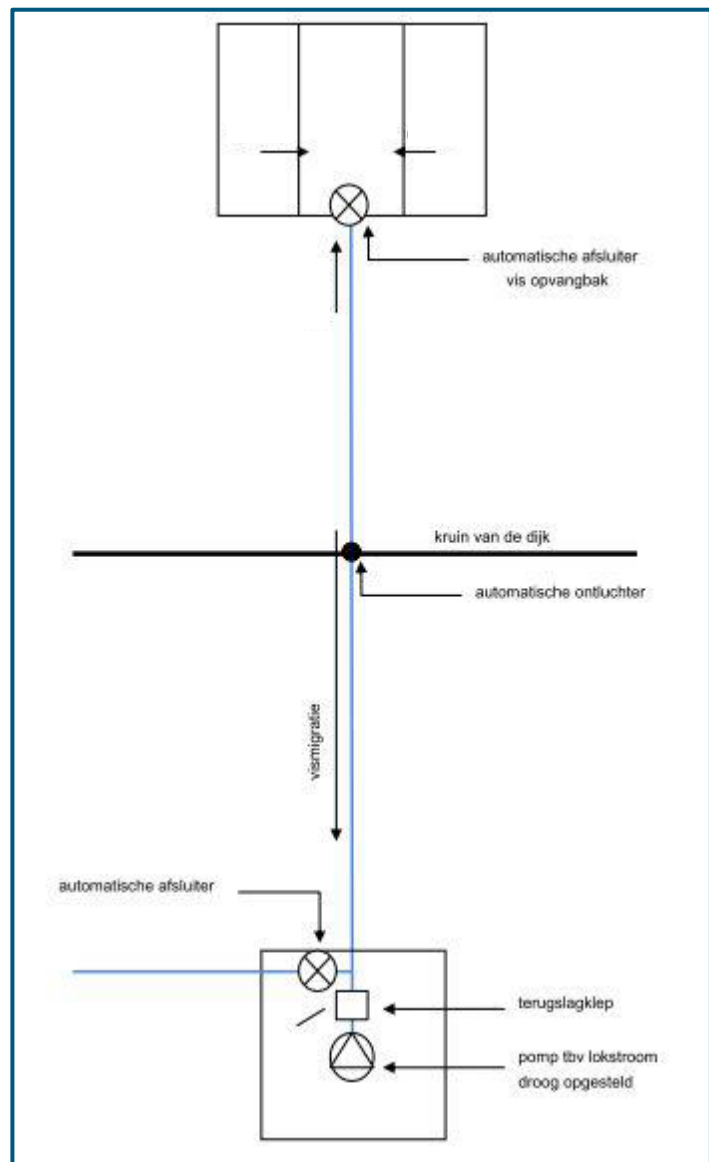 automatische afsluiter
vis opvangbak
kruin van de dijk
automatische ontluchter
vismigratie
automatische afsluiter
terugslagklep
pomp tbv lokstroom
droog opgesteld